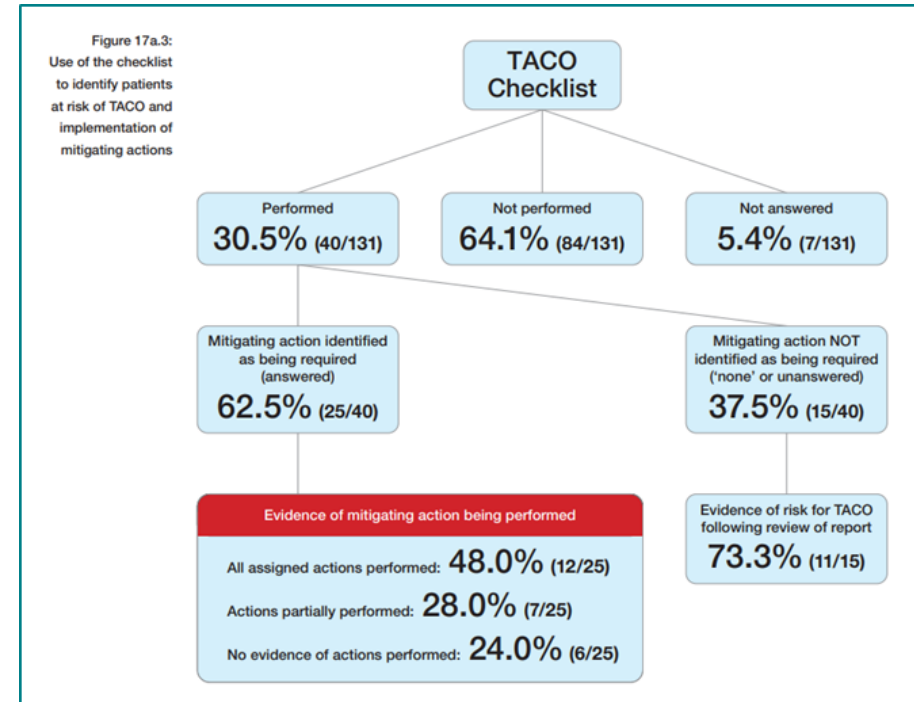 Figure 17a.3:
Use of the checklist
to identify patients
at risk of TACO and
implementation of
mitigating actions
TACO
Checklist
Performed
30.5% (40/131)
Not performed
64.1% (84/131)
Not answered
5.4% (7/131)
Mitigating action identified
as being required
(answered)
62.5% (25/40)
Mitigating action NOT
identified as being required
(‘none’ or unanswered)
37.5% (15/40)
Evidence of mitigating action being performed
All assigned actions performed: 48.0% (12/25)
Actions partially performed: 28.0% (7/25)
No evidence of actions performed: 24.0% (6/25)
Evidence of risk for TACO
following review of report
73.3% (11/15)